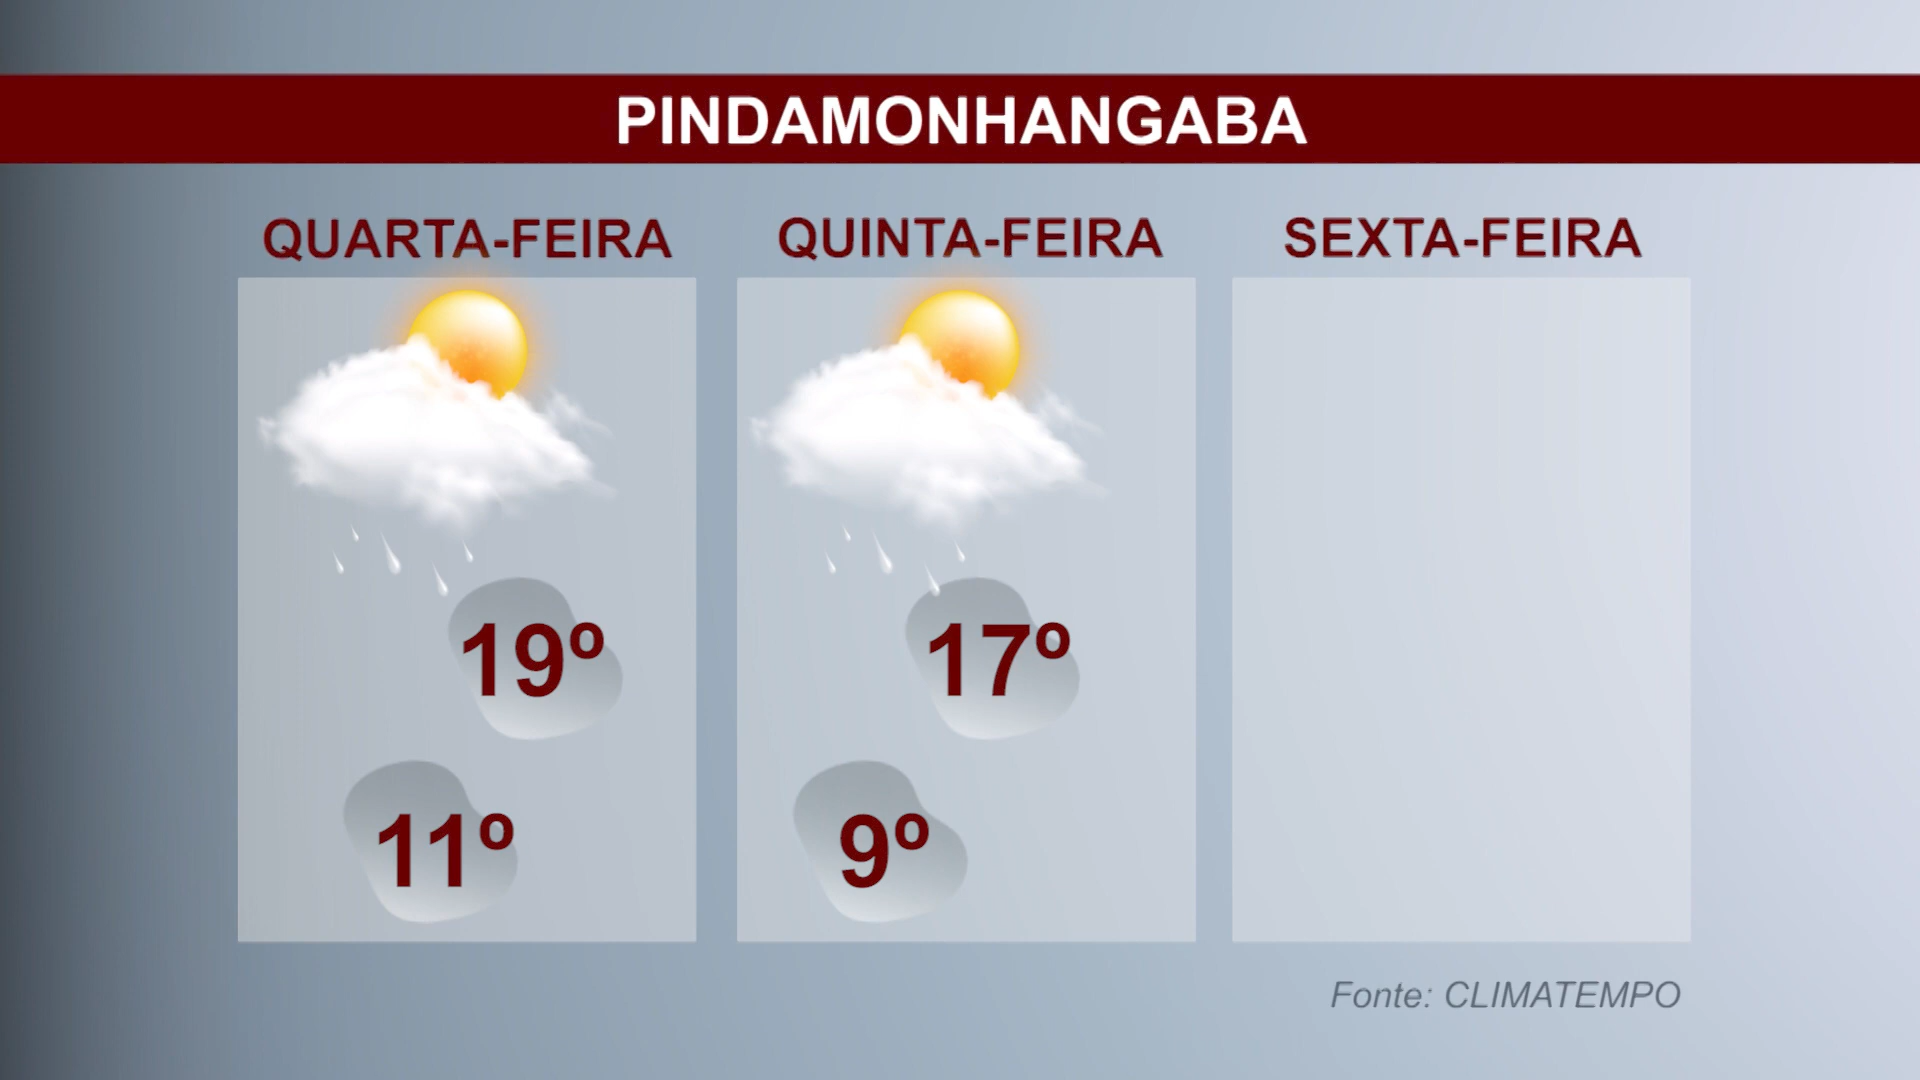 PINDAMONHANGABA
QUARTA-FEIRA
QUINTA-FEIRA
SEXTA-FEIRA
19º
17º
11º
9º
Fonte: CLIMATEMPO